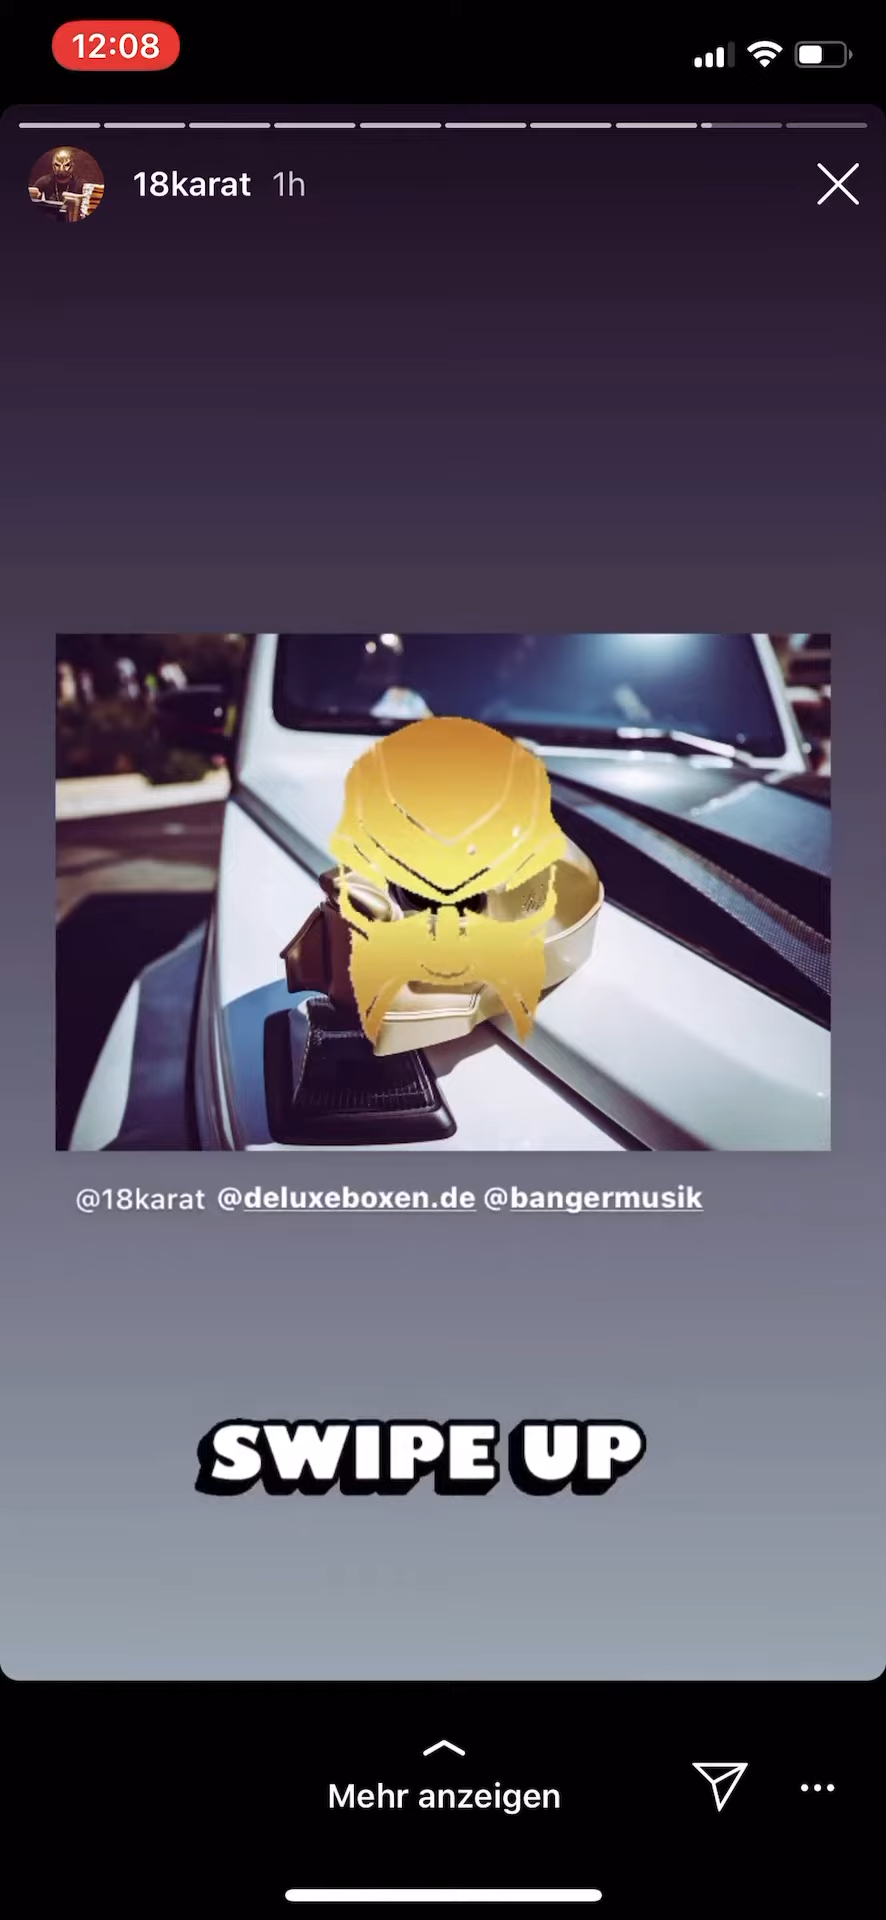 12:08
18karat 1h
@18karat @deluxeboxen.de @bangermusik
SWIPE UP
Mehr anzeigen